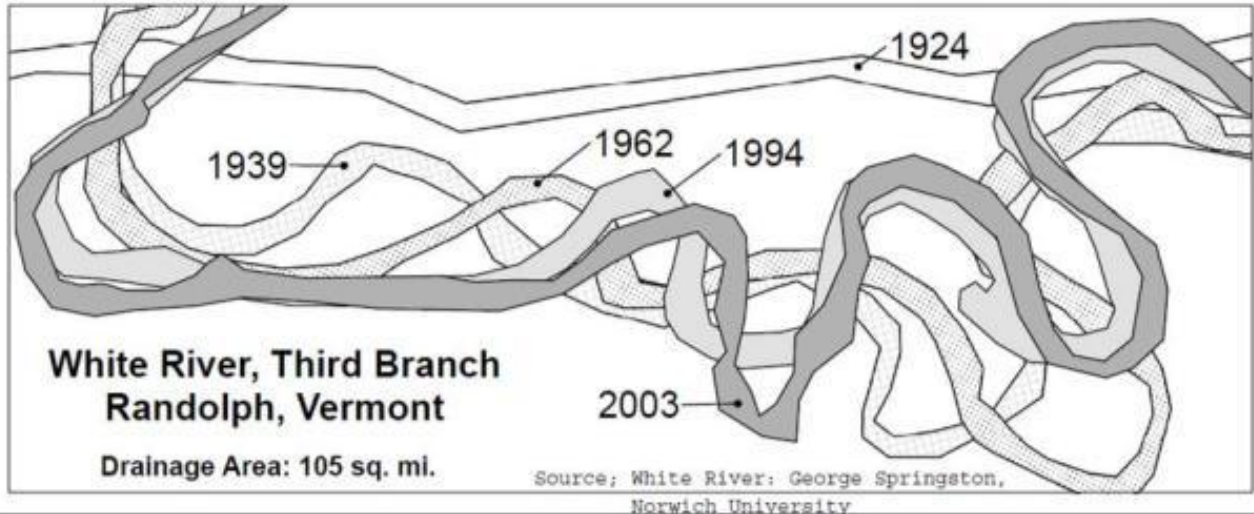 1924
1939
1962
1994
White River, Third Branch
Randolph, Vermont
2003
Drainage Area: 105 sq. mi.
Source; White River: George Springston,
Norwich University